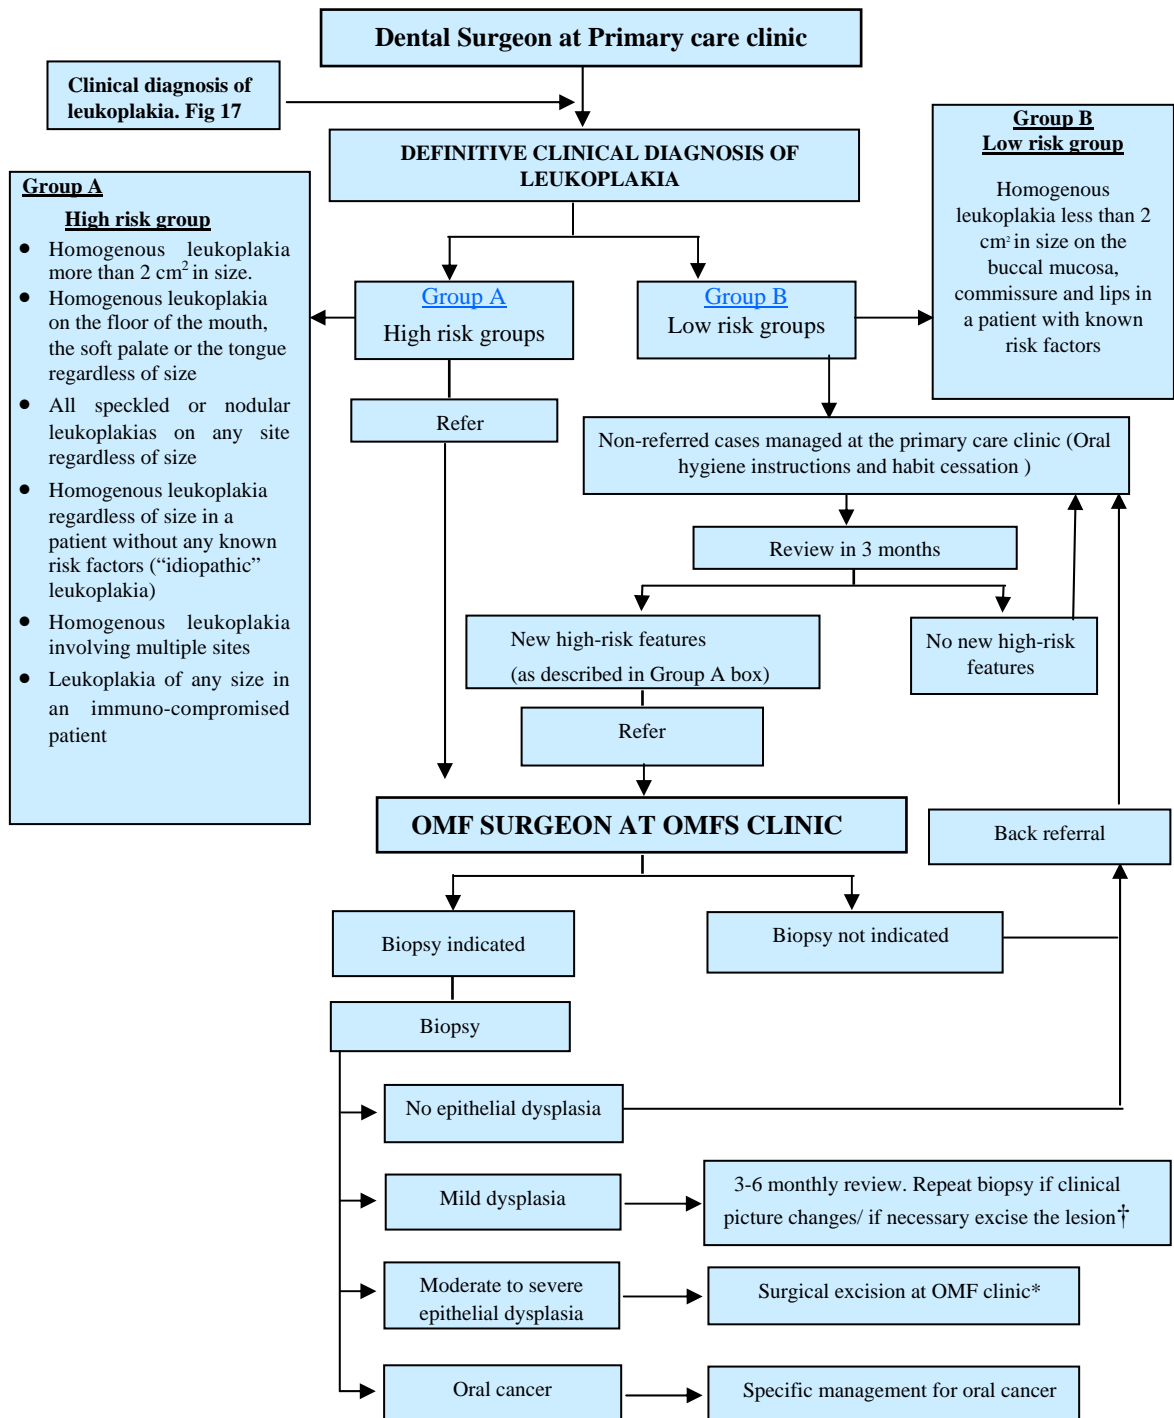 Dental Surgeon at Primary care clinic
Clinical diagnosis of
leukoplakia. Fig 17
DEFINITIVE CLINICAL DIAGNOSIS OF
LEUKOPLAKIA
Group B
Low risk group
Homogenous
leukoplakia less than 2
cm² in size on the
buccal mucosa,
commissure and lips in
a patient with known
risk factors
Group A
High risk group
• Homogenous leukoplakia
more than 2 cm² in size.
• Homogenous leukoplakia
on the floor of the mouth,
the soft palate or the tongue
regardless of size
• All speckled or nodular
leukoplakias on any site
regardless of size
• Homogenous leukoplakia
regardless of size in a
patient without any known
risk factors (“idiopathic”
leukoplakia)
• Homogenous leukoplakia
involving multiple sites
• Leukoplakia of any size in
an immuno-compromised
patient
Group A
High risk groups
Group B
Low risk groups
Refer
Non-referred cases managed at the primary care clinic (Oral
hygiene instructions and habit cessation )
Review in 3 months
New high-risk features
(as described in Group A box)
No new high-risk
features
Refer
OMF SURGEON AT OMFS CLINIC
Back referral
Biopsy indicated
Biopsy not indicated
Biopsy
No epithelial dysplasia
Mild dysplasia
3-6 monthly review. Repeat biopsy if clinical
picture changes/ if necessary excise the lesion†
Moderate to severe
epithelial dysplasia
Surgical excision at OMF clinic*
Oral cancer
Specific management for oral cancer